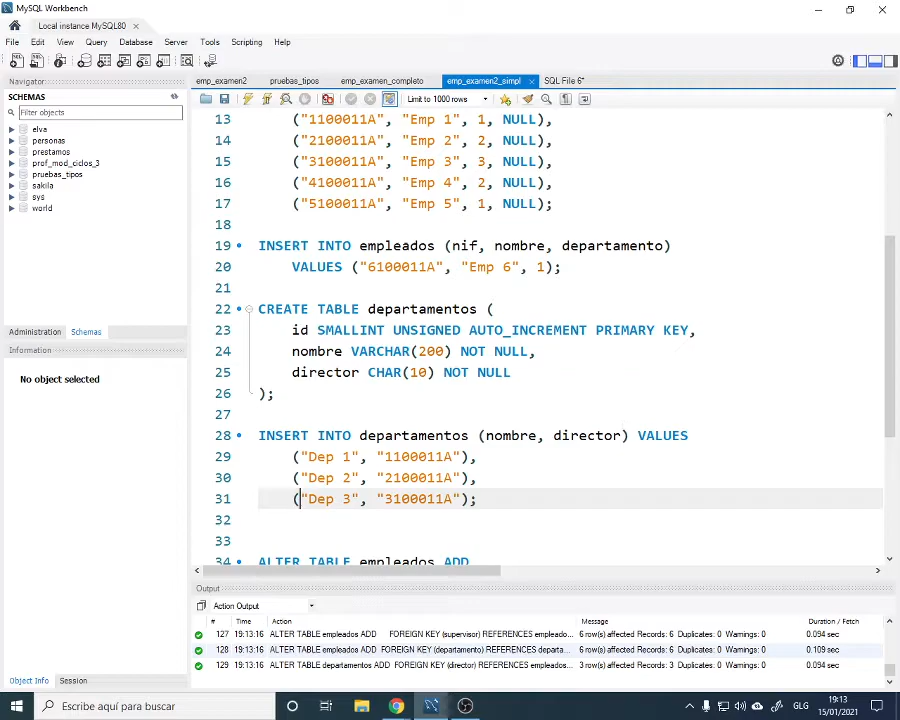 MySQL Workbench
Local instance MySQL80
File Edit View Query Database Server Tools Scripting Help
Navigator
SCHEMAS
Filter objects
elva
personas
prestamos
prof_mod_ciclos_3
pruebas_tipos
sakila
sys
world
Administration Schemas
Information
No object selected
Object Info Session
emp_examen2 pruebas_tipos emp_examen_completo emp_examen2_simpl SQL File 6*
Limit to 1000 rows
13 ("1100011A", "Emp 1", 1, NULL),
14 ("2100011A", "Emp 2", 2, NULL),
15 ("3100011A", "Emp 3", 3, NULL),
16 ("4100011A", "Emp 4", 2, NULL),
17 ("5100011A", "Emp 5", 1, NULL);
18
19 INSERT INTO empleados (nif, nombre, departamento)
20 VALUES ("6100011A", "Emp 6", 1);
21
22 CREATE TABLE departamentos (
23 id SMALLINT UNSIGNED AUTO_INCREMENT PRIMARY KEY,
24 nombre VARCHAR(200) NOT NULL,
25 director CHAR(10) NOT NULL
26 );
27
28 INSERT INTO departamentos (nombre, director) VALUES
29 ("Dep 1", "1100011A"),
30 ("Dep 2", "2100011A"),
31 ("Dep 3", "3100011A");
32
33
34 ALTER TABLE empleados ADD
Output
Action Output
# Time Action Message Duration / Fetch
127 19:13:16 ALTER TABLE empleados ADD FOREIGN KEY (supervisor) REFERENCES empleado... 6 row(s) affected Records: 6 Duplicates: 0 Warnings: 0 0.094 sec
128 19:13:16 ALTER TABLE empleados ADD FOREIGN KEY (departamento) REFERENCES departa... 6 row(s) affected Records: 6 Duplicates: 0 Warnings: 0 0.109 sec
129 19:13:16 ALTER TABLE departamentos ADD FOREIGN KEY (director) REFERENCES empleados... 3 row(s) affected Records: 3 Duplicates: 0 Warnings: 0 0.094 sec
Escribe aquí para buscar
GLG
19:13
15/01/2021